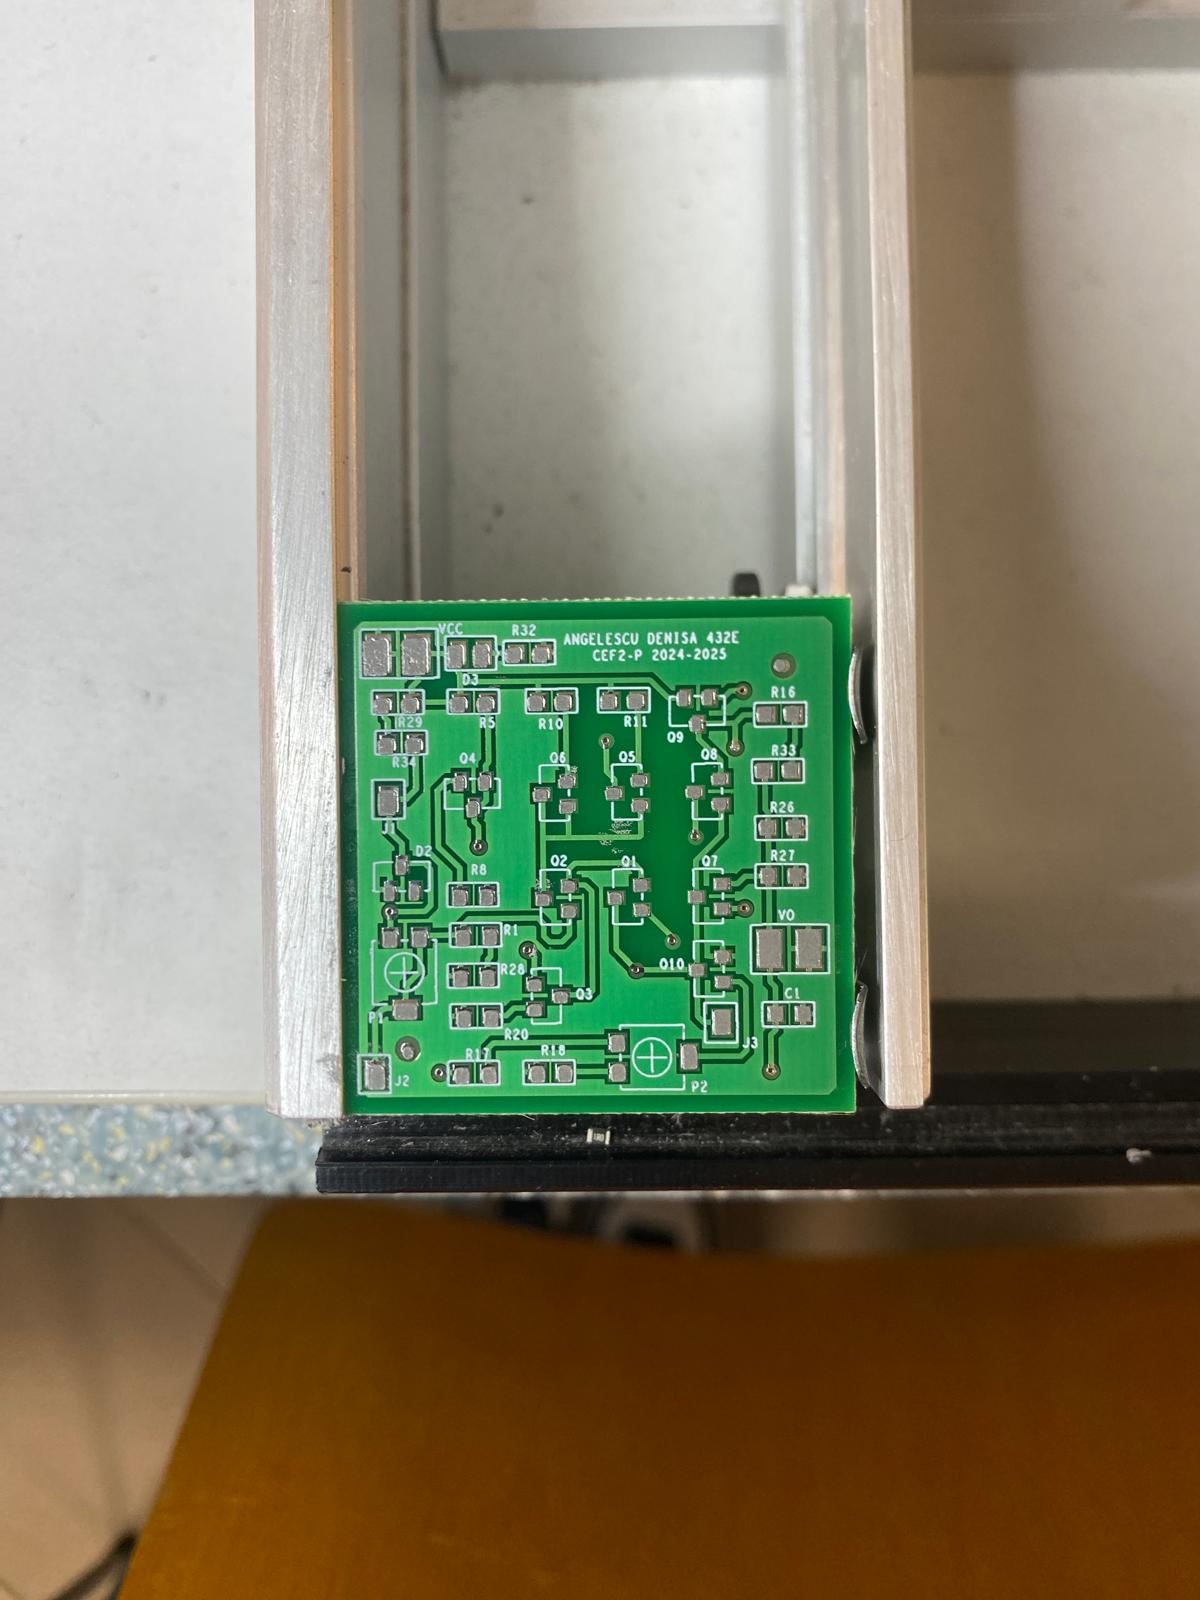 VCC
R32
ANGELESCU DENISA 432E
CEF2-P 2024-2025
D3
R29
R5
R10
R11
Q9
R16
R34
Q4
Q6
Q5
Q8
R33
J1
R26
D2
R8
Q2
Q1
Q7
R27
R1
VO
R28
Q10
Q3
C1
P1
R20
J3
R17
R18
J2
P2